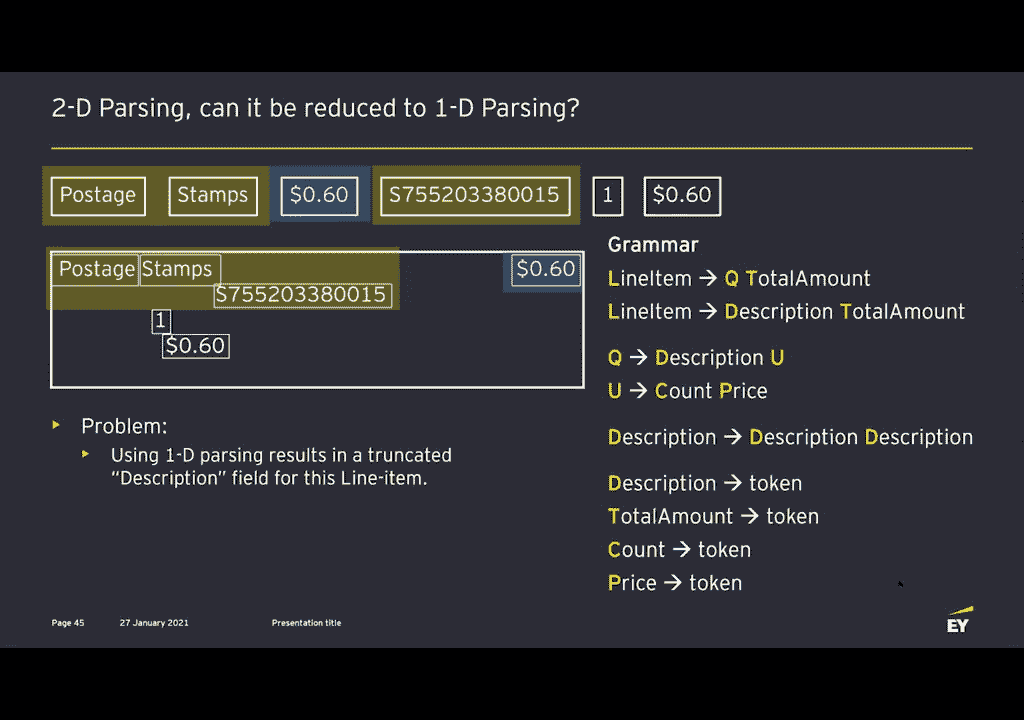 2-D Parsing, can it be reduced to 1-D Parsing?
Postage Stamps $0.60 S755203380015 1 $0.60
Postage Stamps $0.60
S755203380015
1
$0.60
Problem:
Using 1-D parsing results in a truncated
“Description” field for this Line-item.
Grammar
LineItem → Q TotalAmount
LineItem → Description TotalAmount
Q → Description U
U → Count Price
Description → Description Description
Description → token
TotalAmount → token
Count → token
Price → token
Page 45 27 January 2021 Presentation title
EY